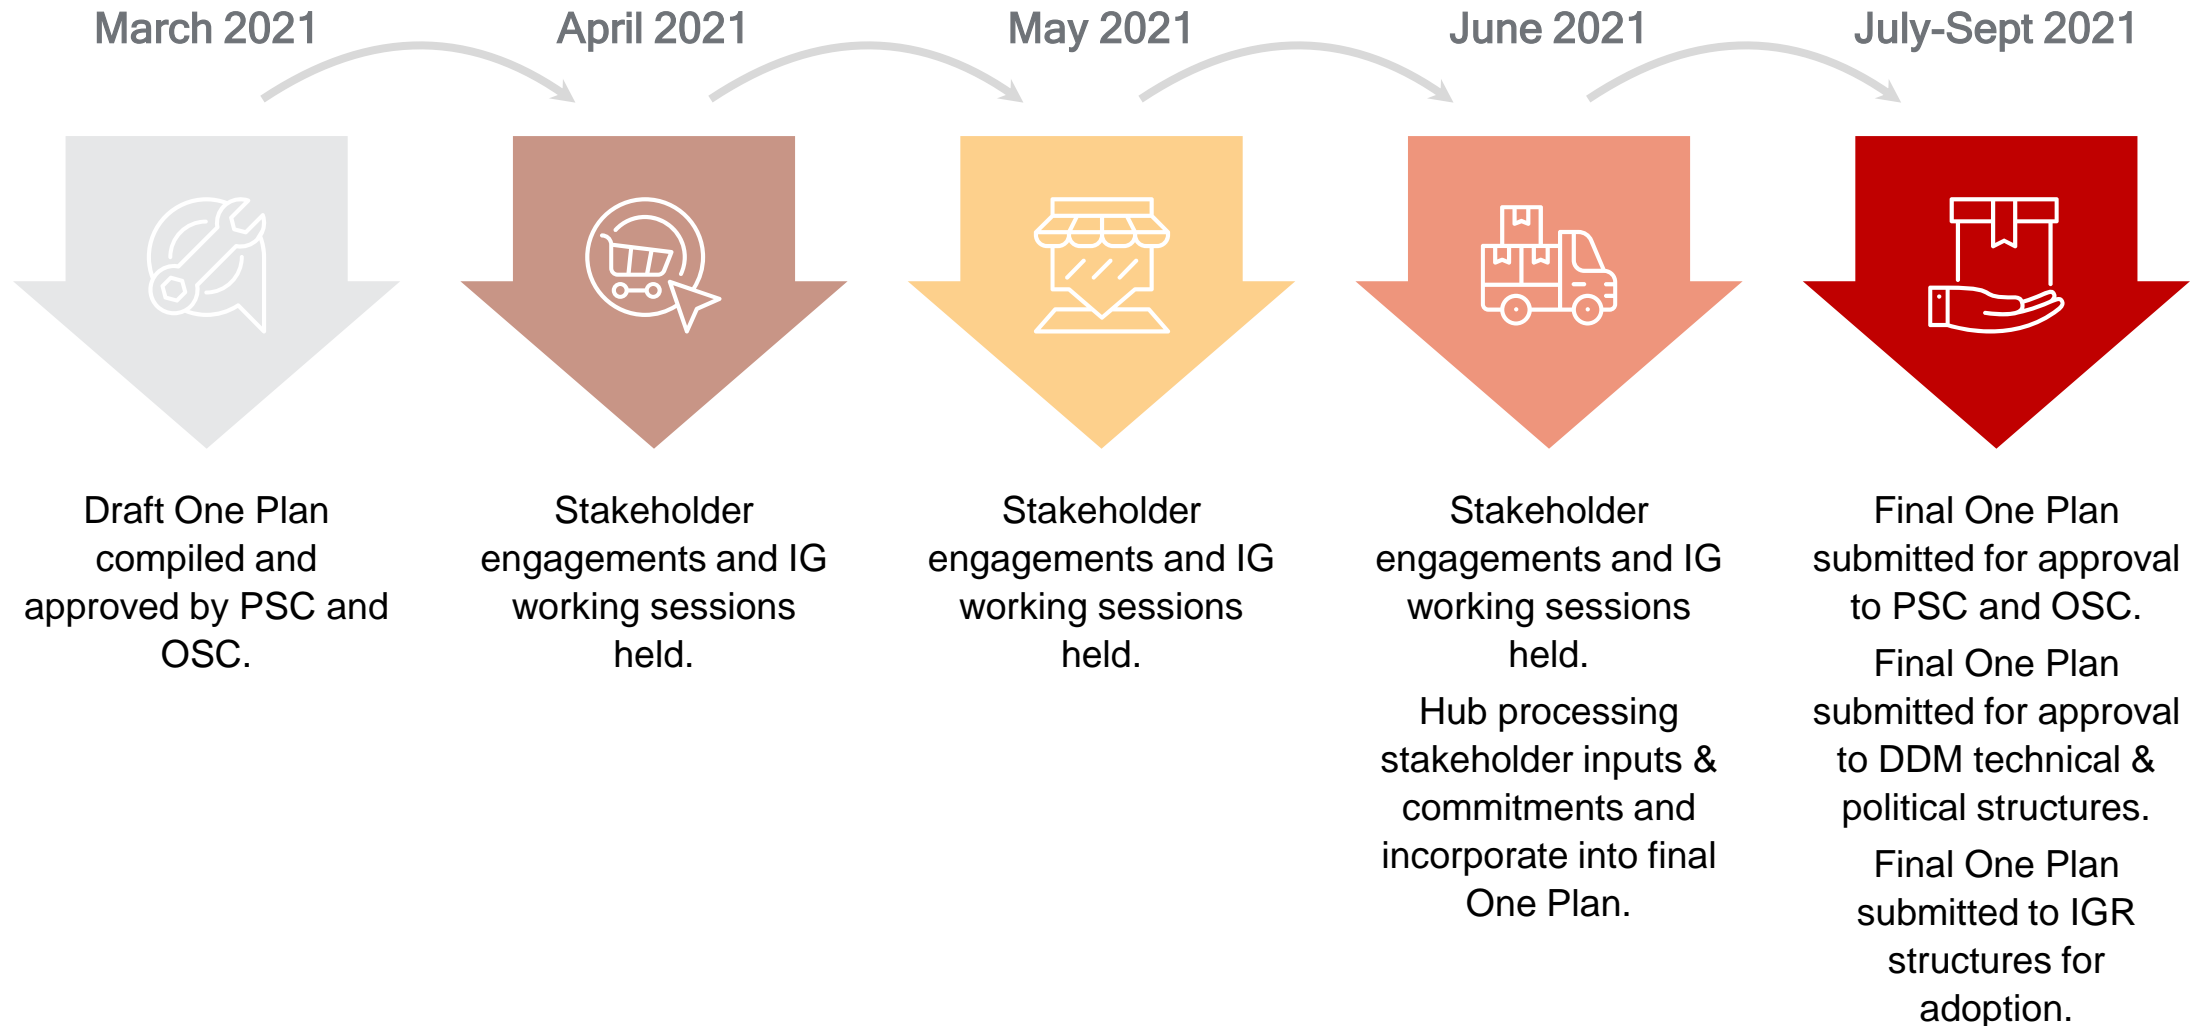 March 2021
April 2021
May 2021
June 2021
July-Sept 2021
Draft One Plan
compiled and
approved by PSC and
OSC.
Stakeholder
engagements and IG
working sessions
held.
Stakeholder
engagements and IG
working sessions
held.
Stakeholder
engagements and IG
working sessions
held.
Hub processing
stakeholder inputs &
commitments and
incorporate into final
One Plan.
Final One Plan
submitted for approval
to PSC and OSC.
Final One Plan
submitted for approval
to DDM technical &
political structures.
Final One Plan
submitted to IGR
structures for
adoption.